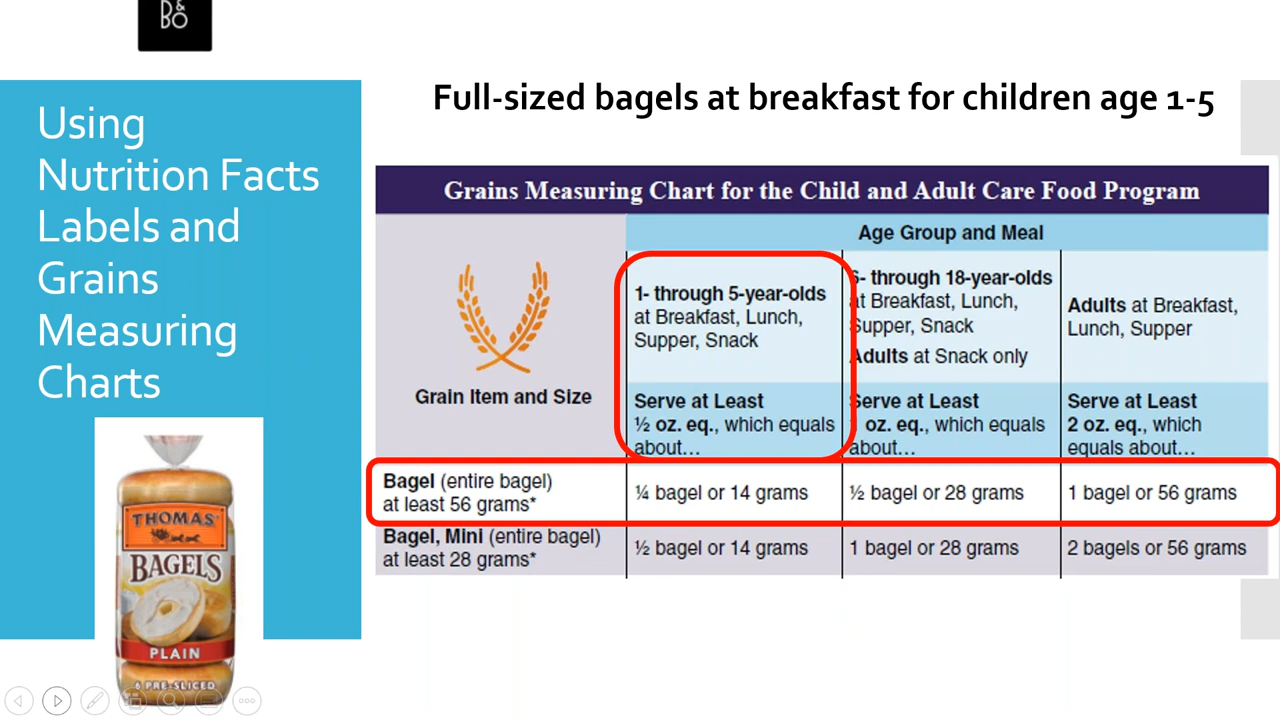 B&
BO
Full-sized bagels at breakfast for children age 1-5
Using
Nutrition Facts
Labels and
Grains
Measuring
Charts
Grains Measuring Chart for the Child and Adult Care Food Program
Age Group and Meal
Grain Item and Size
1- through 5-year-olds
at Breakfast, Lunch,
Supper, Snack
6- through 18-year-olds
at Breakfast, Lunch,
Supper, Snack
Adults at Snack only
Adults at Breakfast,
Lunch, Supper
Serve at Least
½ oz. eq., which equals
about…
Serve at Least
1 oz. eq., which equals
about…
Serve at Least
2 oz. eq., which
equals about…
Bagel (entire bagel)
at least 56 grams*
¼ bagel or 14 grams
½ bagel or 28 grams
1 bagel or 56 grams
Bagel, Mini (entire bagel)
at least 28 grams*
½ bagel or 14 grams
1 bagel or 28 grams
2 bagels or 56 grams
THOMAS'
BAGELS
PLAIN
6 PRE-SLICED